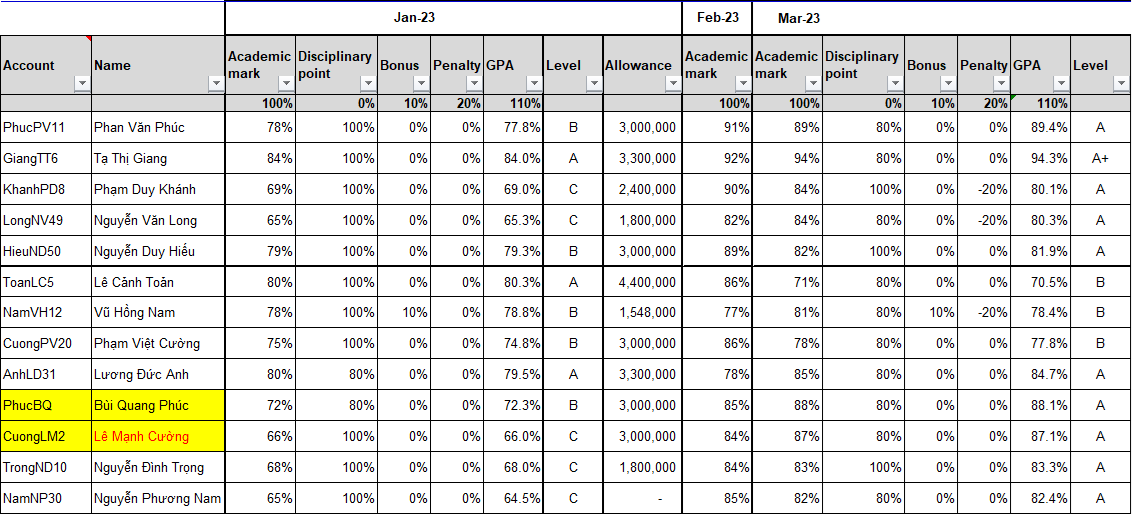 Jan-23 Feb-23 Mar-23
Account Name Academic mark Disciplinary point Bonus Penalty GPA Level Allowance Academic mark Academic mark Disciplinary point Bonus Penalty GPA Level
100% 0% 10% 20% 110% 100% 100% 0% 10% 20% 110%
PhucPV11 Phan Văn Phúc 78% 100% 0% 0% 77.8% B 3,000,000 91% 89% 80% 0% 0% 89.4% A
GiangTT6 Tạ Thị Giang 84% 100% 0% 0% 84.0% A 3,300,000 92% 94% 80% 0% 0% 94.3% A+
KhanhPD8 Phạm Duy Khánh 69% 100% 0% 0% 69.0% C 2,400,000 90% 84% 100% 0% -20% 80.1% A
LongNV49 Nguyễn Văn Long 65% 100% 0% 0% 65.3% C 1,800,000 82% 84% 80% 0% -20% 80.3% A
HieuND50 Nguyễn Duy Hiếu 79% 100% 0% 0% 79.3% B 3,000,000 89% 82% 100% 0% 0% 81.9% A
ToanLC5 Lê Cảnh Toản 80% 100% 0% 0% 80.3% A 4,400,000 86% 71% 80% 0% 0% 70.5% B
NamVH12 Vũ Hồng Nam 78% 100% 10% 0% 78.8% B 1,548,000 77% 81% 80% 10% -20% 78.4% B
CuongPV20 Phạm Việt Cường 75% 100% 0% 0% 74.8% B 3,000,000 86% 78% 80% 0% 0% 77.8% B
AnhLD31 Lương Đức Anh 80% 80% 0% 0% 79.5% A 3,300,000 78% 85% 80% 0% 0% 84.7% A
PhucBQ Bùi Quang Phúc 72% 80% 0% 0% 72.3% B 3,000,000 85% 88% 80% 0% 0% 88.1% A
CuongLM2 Lê Mạnh Cường 66% 100% 0% 0% 66.0% C 3,000,000 84% 87% 80% 0% 0% 87.1% A
TrongND10 Nguyễn Đình Trọng 68% 100% 0% 0% 68.0% C 1,800,000 84% 83% 100% 0% 0% 83.3% A
NamNP30 Nguyễn Phương Nam 65% 100% 0% 0% 64.5% C - 85% 82% 80% 0% 0% 82.4% A